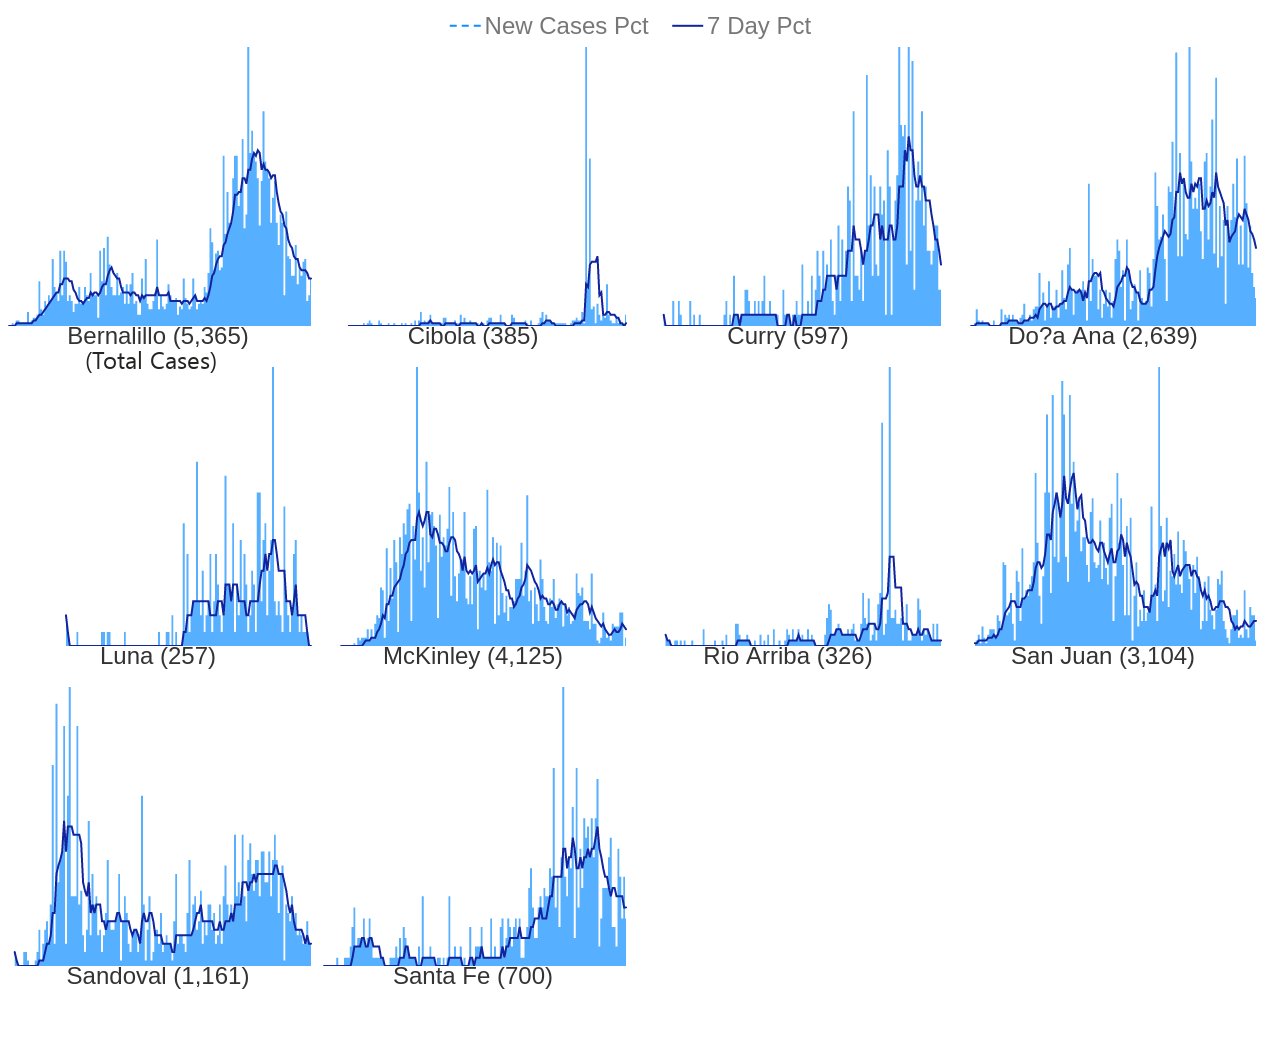 New Cases Pct 7 Day Pct
Bernalillo (5,365) Cibola (385) Curry (597) Do?a Ana (2,639)
(Total Cases)
Luna (257) McKinley (4,125) Rio Arriba (326) San Juan (3,104)
Sandoval (1,161) Santa Fe (700)